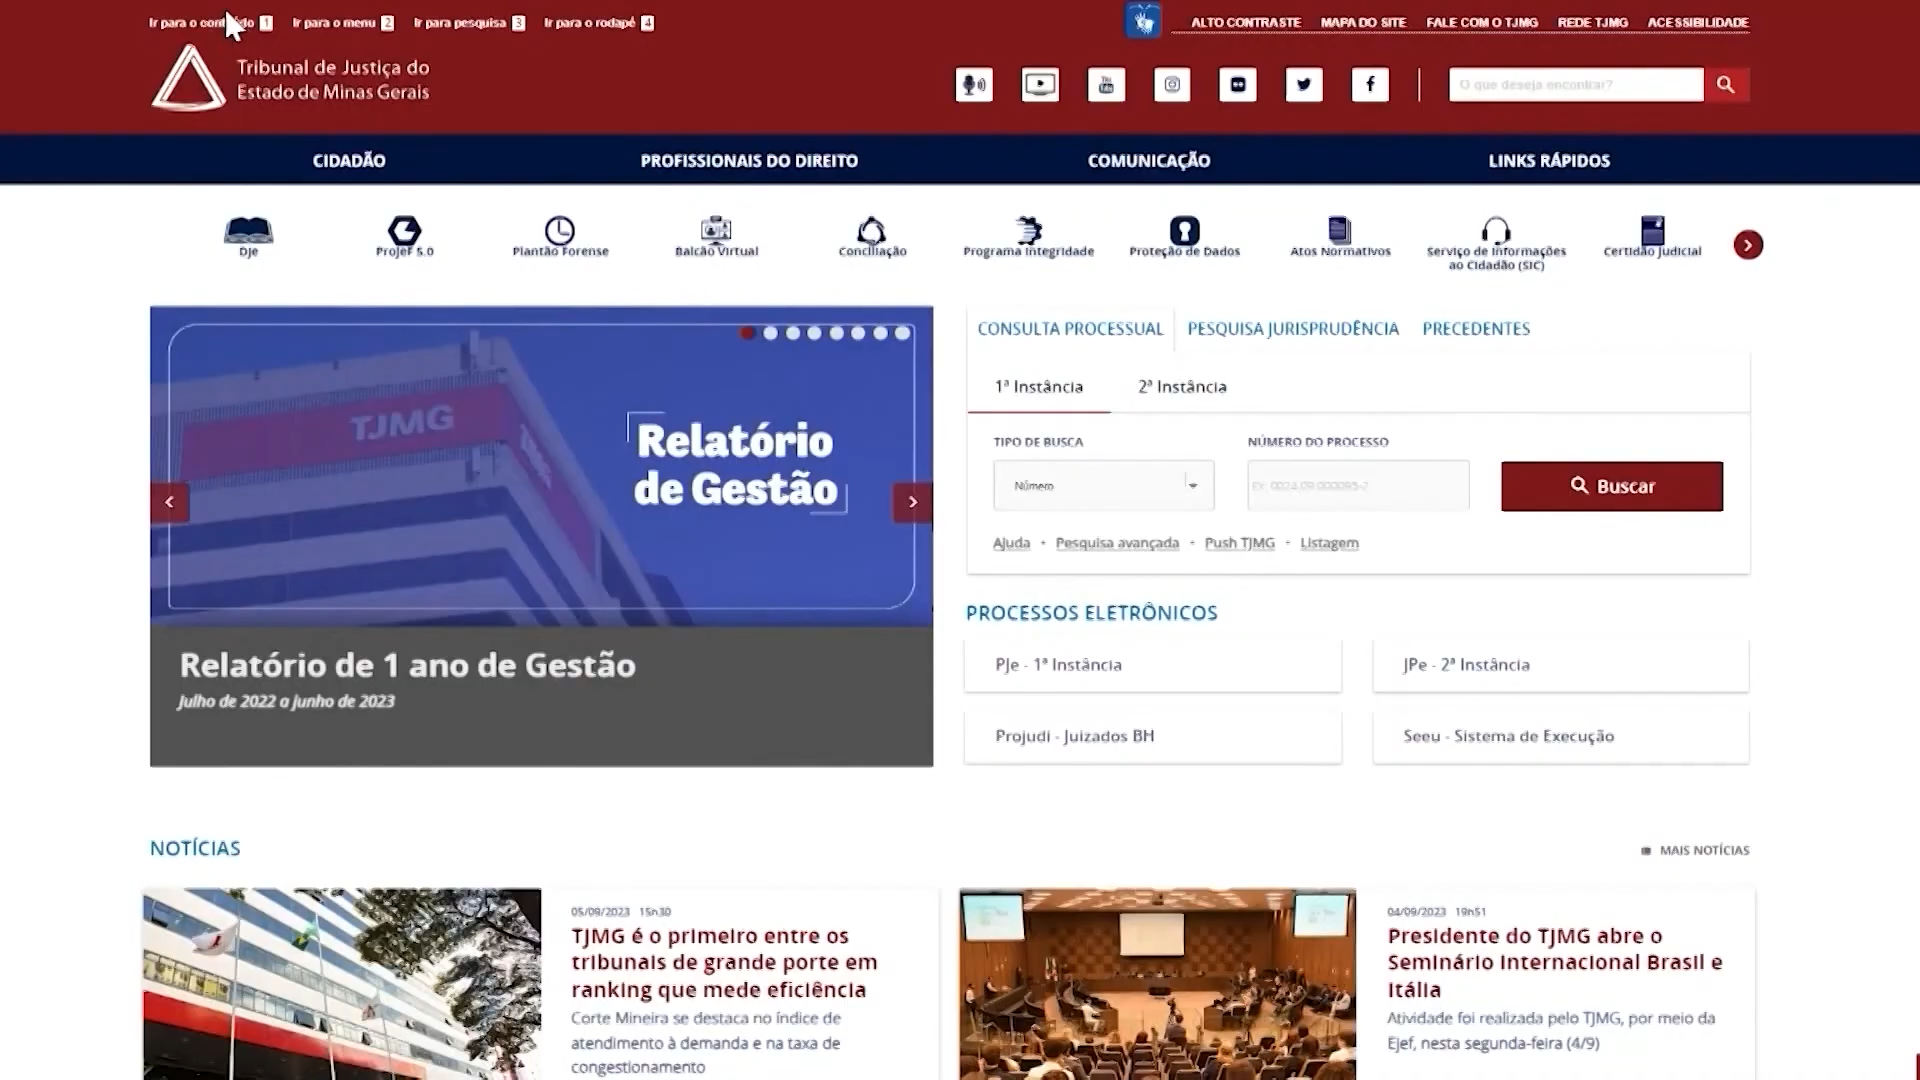 Ir para o conteúdo 1 Ir para o menu 2 Ir para pesquisa 3 Ir para o rodapé 4
ALTO CONTRASTE MAPA DO SITE FALE COM O TJMG REDE TJMG ACESSIBILIDADE
Tribunal de Justiça do
Estado de Minas Gerais
O que deseja encontrar?
CIDADÃO PROFISSIONAIS DO DIREITO COMUNICAÇÃO LINKS RÁPIDOS
DJe ProJeF 5.0 Plantão Forense Balcão Virtual Conciliação Programa Integridade Proteção de Dados Atos Normativos Serviço de Informações ao Cidadão (SIC) Certidão Judicial
TJMG
Relatório
de Gestão
Relatório de 1 ano de Gestão
Julho de 2022 a junho de 2023
CONSULTA PROCESSUAL PESQUISA JURISPRUDÊNCIA PRECEDENTES
1ª Instância 2ª Instância
TIPO DE BUSCA NÚMERO DO PROCESSO
Número Buscar
Ajuda - Pesquisa avançada - Push TJMG - Listagem
PROCESSOS ELETRÔNICOS
PJe - 1ª Instância JPe - 2ª Instância
Projudi - Juizados BH Seeu - Sistema de Execução
NOTÍCIAS MAIS NOTÍCIAS
05/09/2023 15h30
TJMG é o primeiro entre os
tribunais de grande porte em
ranking que mede eficiência
Corte Mineira se destaca no índice de
atendimento à demanda e na taxa de
congestionamento
04/09/2023 19h51
Presidente do TJMG abre o
Seminário Internacional Brasil e
Itália
Atividade foi realizada pelo TJMG, por meio da
Ejef, nesta segunda-feira (4/9)